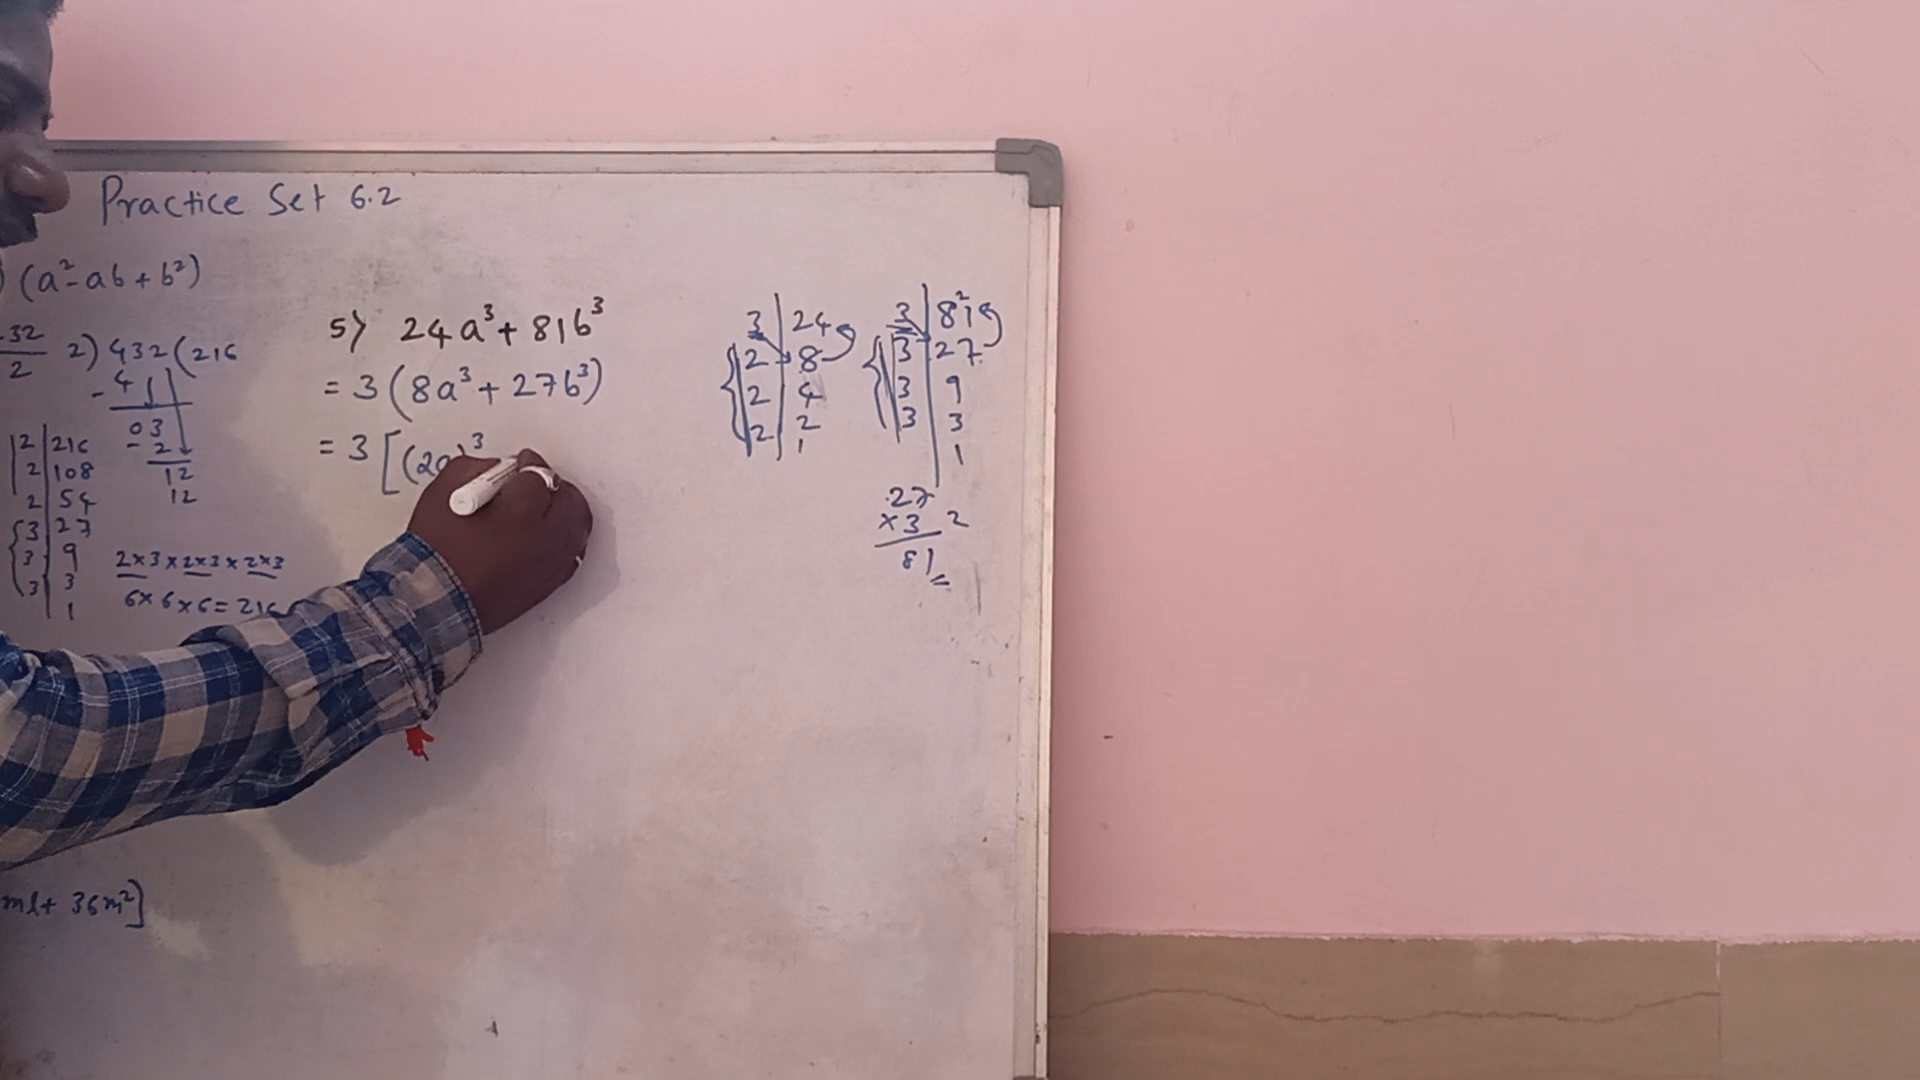 Practice Set 6.2
) (a²-ab+b²)
32
2
2) 432 (216
- 4
03
- 2
12
12
2 | 216
2 | 108
2 | 54
3 | 27
3 | 9
3 | 3
1
2×3×2×3×2×3
6×6×6=216
ml+ 36m²]
5) 24a³+81b³
= 3(8a³+27b³)
= 3[(2a)³
3 | 24
2 | 8
2 | 4
2 | 2
1
3 | 81
3 | 27
3 | 9
3 | 3
1
27
×3 2
81